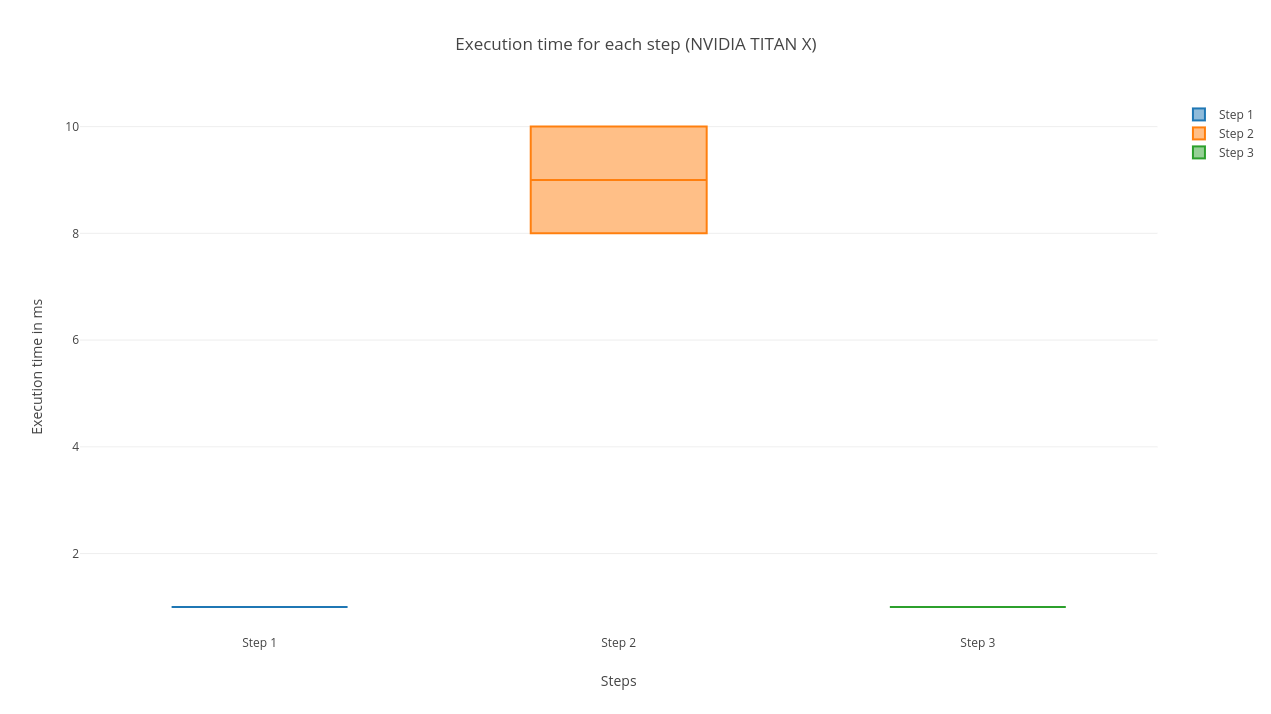 Execution time for each step (NVIDIA TITAN X)
Step 1
Step 2
Step 3
10
8
6
4
2
Execution time in ms
Step 1
Step 2
Step 3
Steps